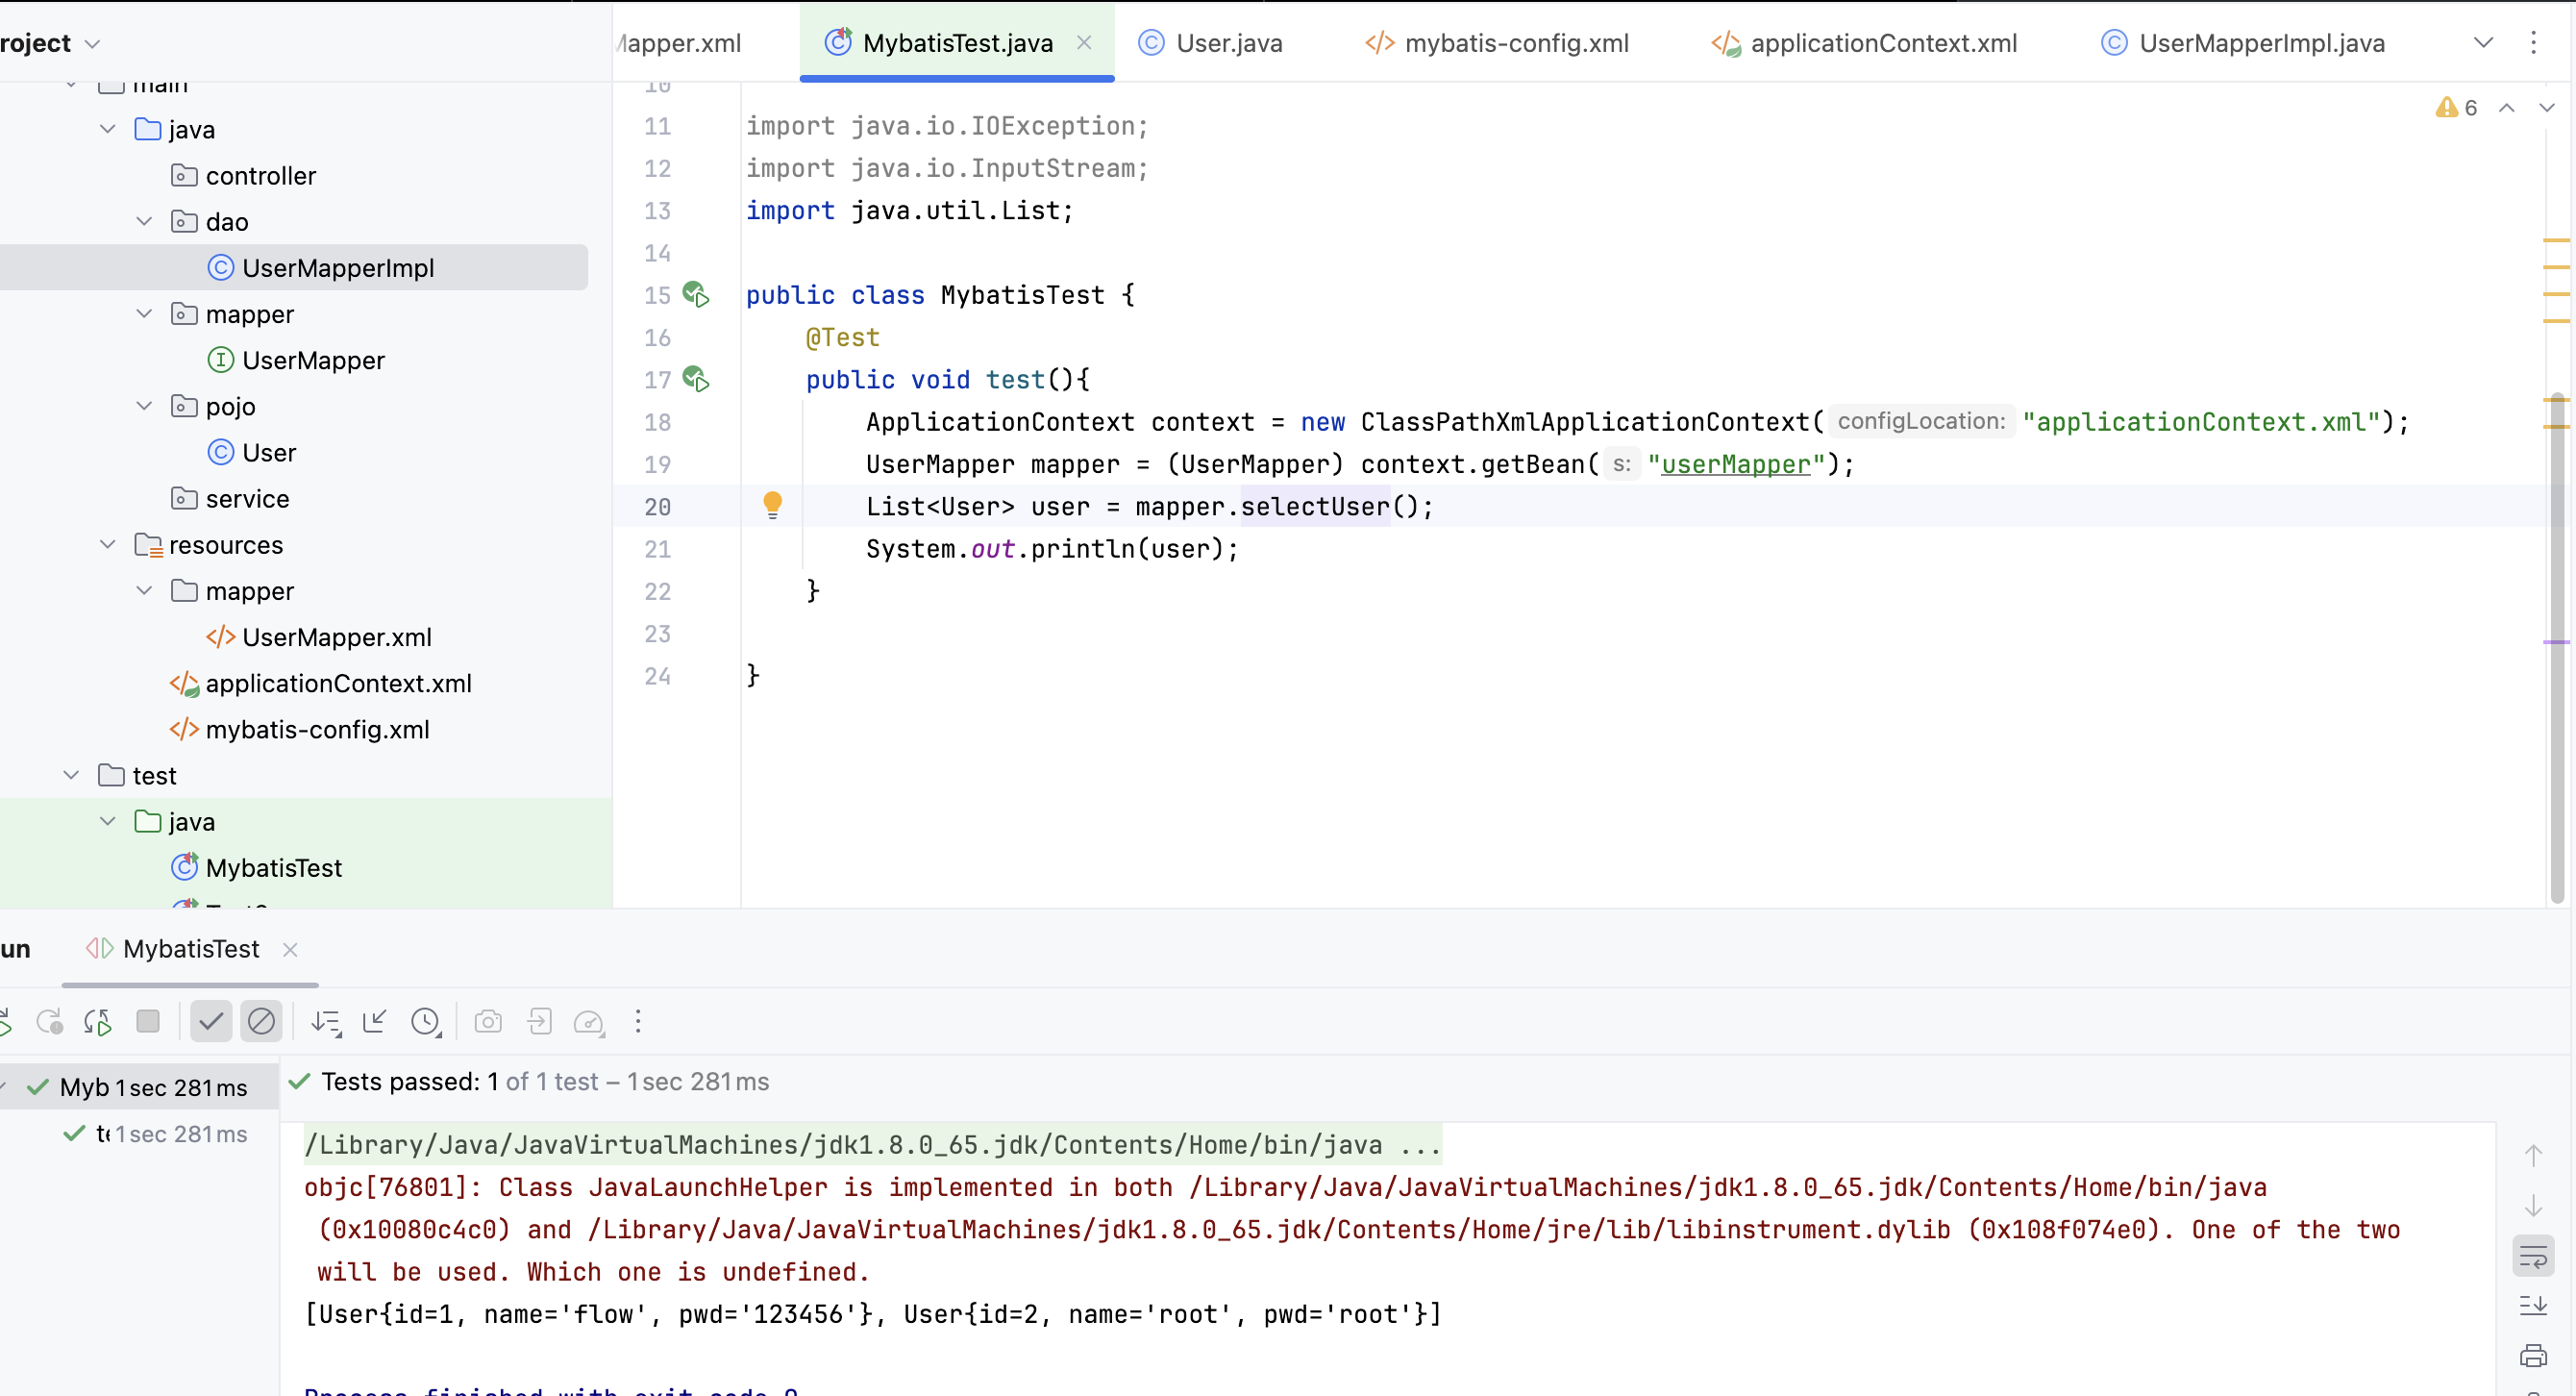 roject
Mapper.xml
MybatisTest.java
User.java
mybatis-config.xml
applicationContext.xml
UserMapperImpl.java
main
java
controller
dao
UserMapperImpl
mapper
UserMapper
pojo
User
service
resources
mapper
UserMapper.xml
applicationContext.xml
mybatis-config.xml
test
java
MybatisTest
6
10
11 import java.io.IOException;
12 import java.io.InputStream;
13 import java.util.List;
14
15 public class MybatisTest {
16 @Test
17 public void test(){
18 ApplicationContext context = new ClassPathXmlApplicationContext( configLocation: "applicationContext.xml");
19 UserMapper mapper = (UserMapper) context.getBean( s: "userMapper");
20 List<User> user = mapper.selectUser();
21 System.out.println(user);
22 }
23
24 }
un
MybatisTest
Myb 1 sec 281 ms
te 1 sec 281 ms
Tests passed: 1 of 1 test – 1 sec 281 ms
/Library/Java/JavaVirtualMachines/jdk1.8.0_65.jdk/Contents/Home/bin/java ...
objc[76801]: Class JavaLaunchHelper is implemented in both /Library/Java/JavaVirtualMachines/jdk1.8.0_65.jdk/Contents/Home/bin/java
(0x10080c4c0) and /Library/Java/JavaVirtualMachines/jdk1.8.0_65.jdk/Contents/Home/jre/lib/libinstrument.dylib (0x108f074e0). One of the two
will be used. Which one is undefined.
[User{id=1, name='flow', pwd='123456'}, User{id=2, name='root', pwd='root'}]
Process finished with exit code 0